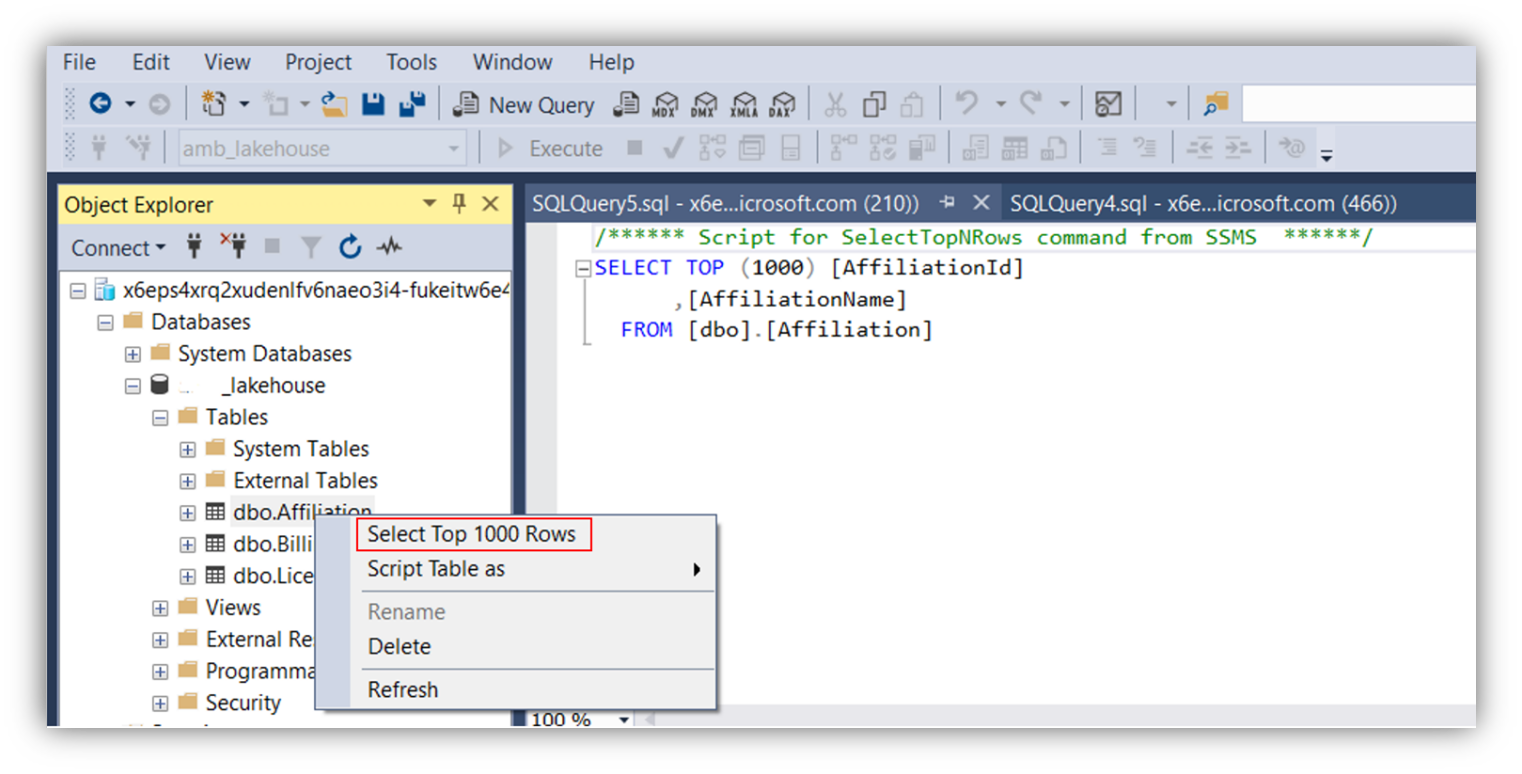 File Edit View Project Tools Window Help
New Query MDX DMX XMLA DAX
amb_lakehouse Execute
Object Explorer
Connect
x6eps4xrq2xudenlfv6naeo3i4-fukeitw6e4
Databases
System Databases
_lakehouse
Tables
System Tables
External Tables
dbo.Affiliation
dbo.Billi
dbo.Lice
Views
External Re
Programma
Security
Select Top 1000 Rows
Script Table as
Rename
Delete
Refresh
SQLQuery5.sql - x6e...icrosoft.com (210)) SQLQuery4.sql - x6e...icrosoft.com (466))
/****** Script for SelectTopNRows command from SSMS ******/
SELECT TOP (1000) [AffiliationId]
,[AffiliationName]
FROM [dbo].[Affiliation]
100 %